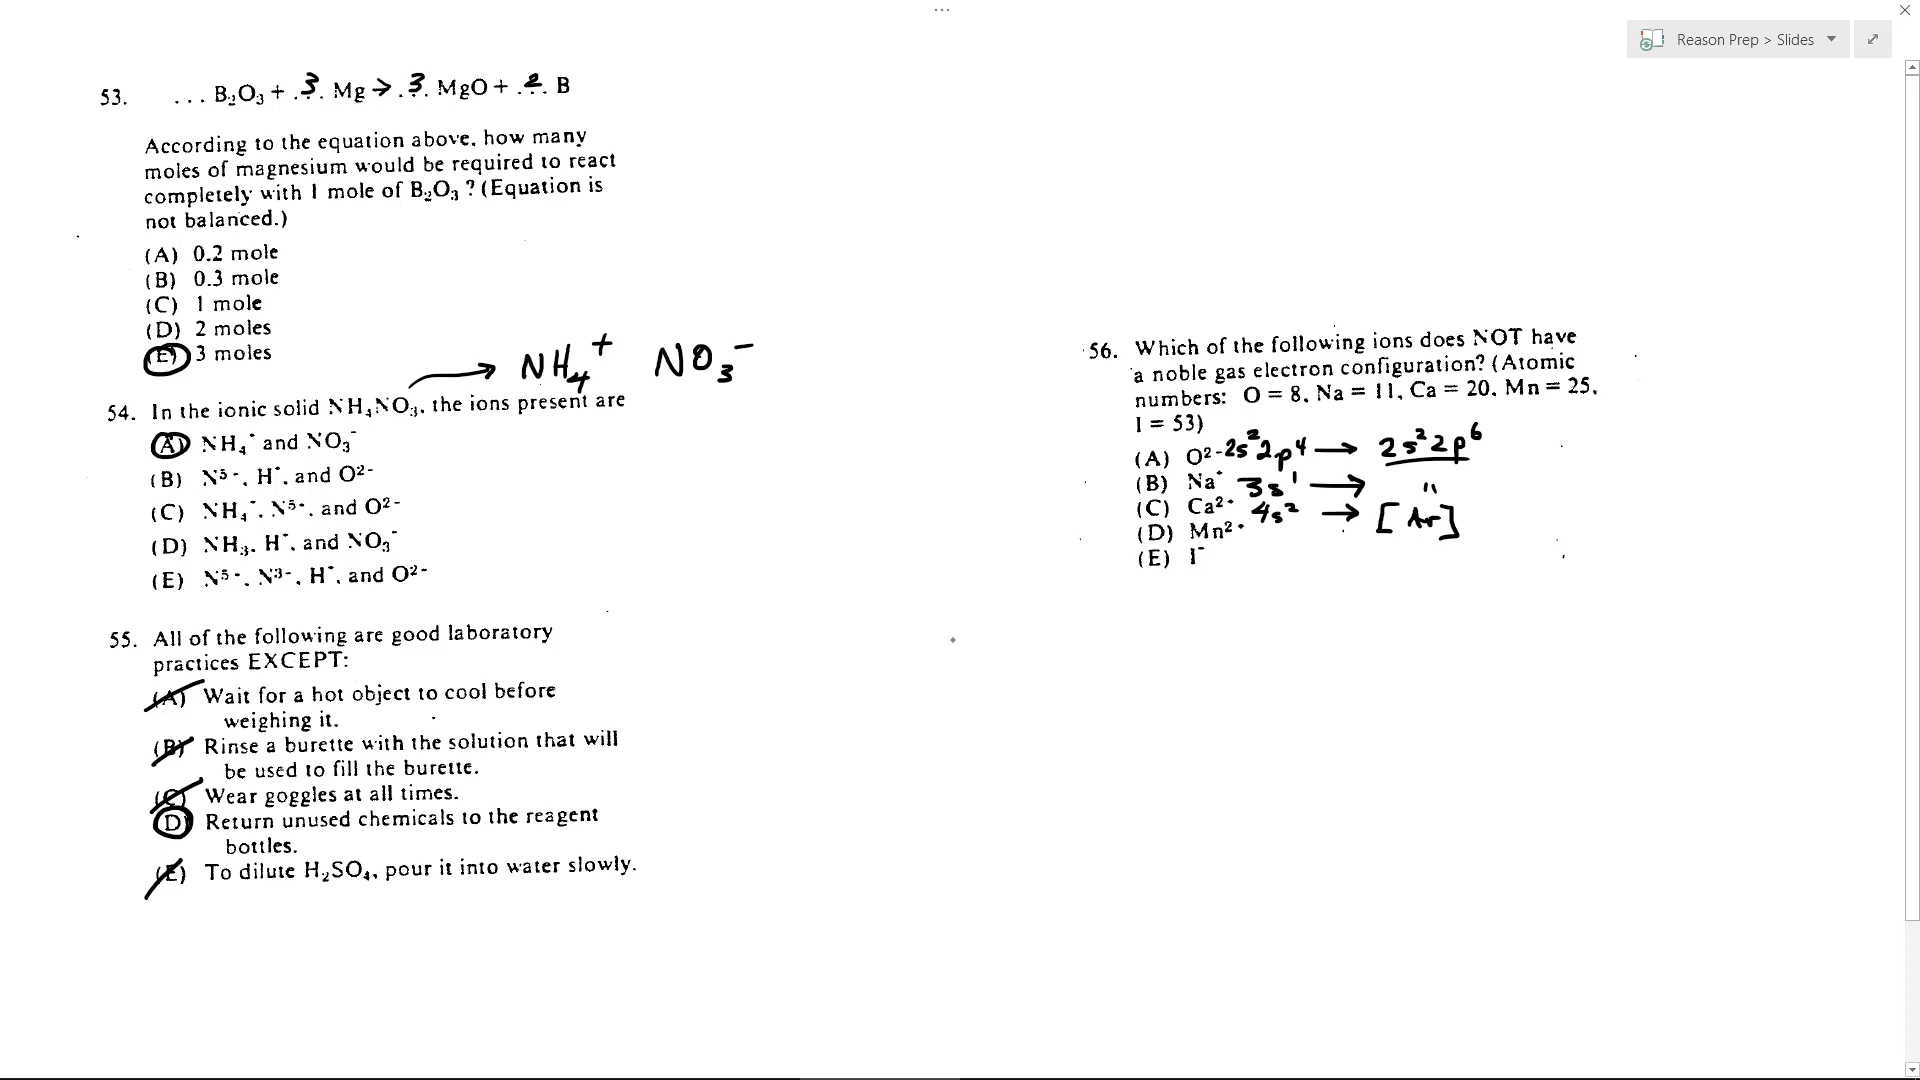 ...
Reason Prep > Slides
53. ... B₂O₃ + .3. Mg → .3. MgO + .2. B
According to the equation above, how many
moles of magnesium would be required to react
completely with 1 mole of B₂O₃ ? (Equation is
not balanced.)
(A) 0.2 mole
(B) 0.3 mole
(C) 1 mole
(D) 2 moles
(E) 3 moles
→ NH₄⁺ NO₃⁻
54. In the ionic solid NH₄NO₃, the ions present are
(A) NH₄⁺ and NO₃⁻
(B) N⁵⁻, H⁺, and O²⁻
(C) NH₄⁻, N⁵⁺, and O²⁻
(D) NH₃, H⁺, and NO₃⁻
(E) N⁵⁺, N³⁻, H⁺, and O²⁻
55. All of the following are good laboratory
practices EXCEPT:
(A) Wait for a hot object to cool before
weighing it.
(B) Rinse a burette with the solution that will
be used to fill the burette.
(C) Wear goggles at all times.
(D) Return unused chemicals to the reagent
bottles.
(E) To dilute H₂SO₄, pour it into water slowly.
56. Which of the following ions does NOT have
a noble gas electron configuration? (Atomic
numbers: O = 8, Na = 11, Ca = 20, Mn = 25,
I = 53)
(A) O²⁻ 2s²2p⁴ → 2s²2p⁶
(B) Na⁺ 3s¹ → "
(C) Ca²⁺ 4s² → [Ar]
(D) Mn²⁺
(E) I⁻